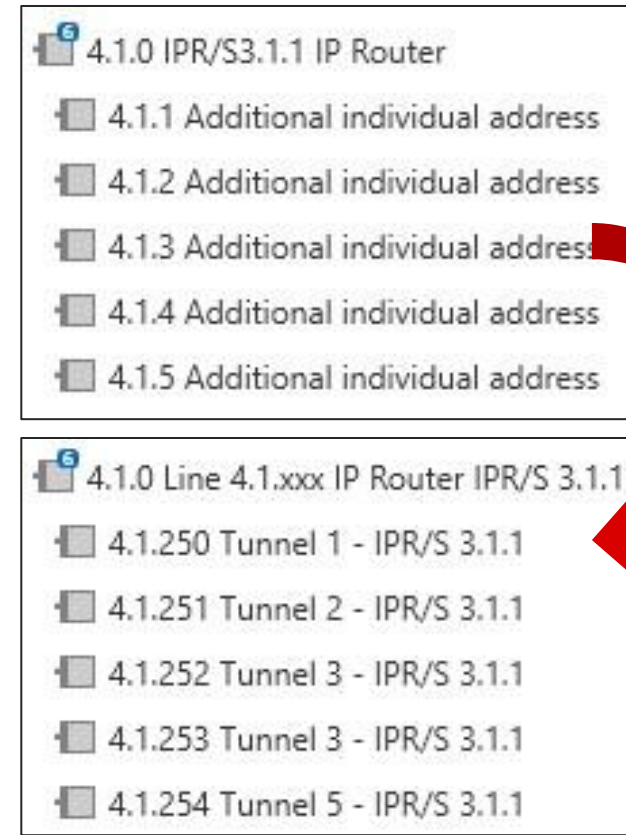 6
4.1.0 IPR/S3.1.1 IP Router
4.1.1 Additional individual address
4.1.2 Additional individual address
4.1.3 Additional individual address
4.1.4 Additional individual address
4.1.5 Additional individual address
6
4.1.0 Line 4.1.xxx IP Router IPR/S 3.1.1
4.1.250 Tunnel 1 - IPR/S 3.1.1
4.1.251 Tunnel 2 - IPR/S 3.1.1
4.1.252 Tunnel 3 - IPR/S 3.1.1
4.1.253 Tunnel 3 - IPR/S 3.1.1
4.1.254 Tunnel 5 - IPR/S 3.1.1